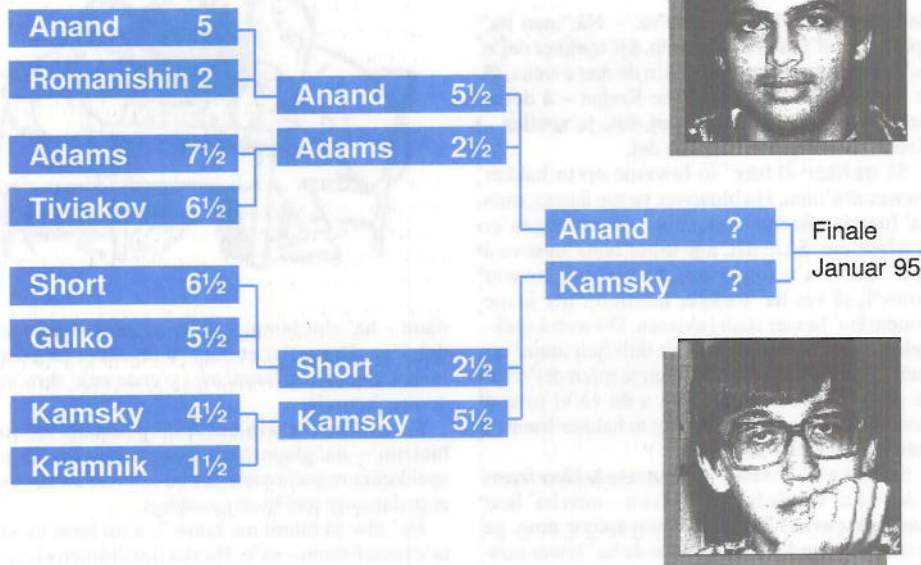 Anand 5
Romanishin 2
Adams 7½
Tiviakov 6½
Short 6½
Gulko 5½
Kamsky 4½
Kramnik 1½
Anand 5½
Adams 2½
Short 2½
Kamsky 5½
Anand ?
Kamsky ?
Finale
Januar 95